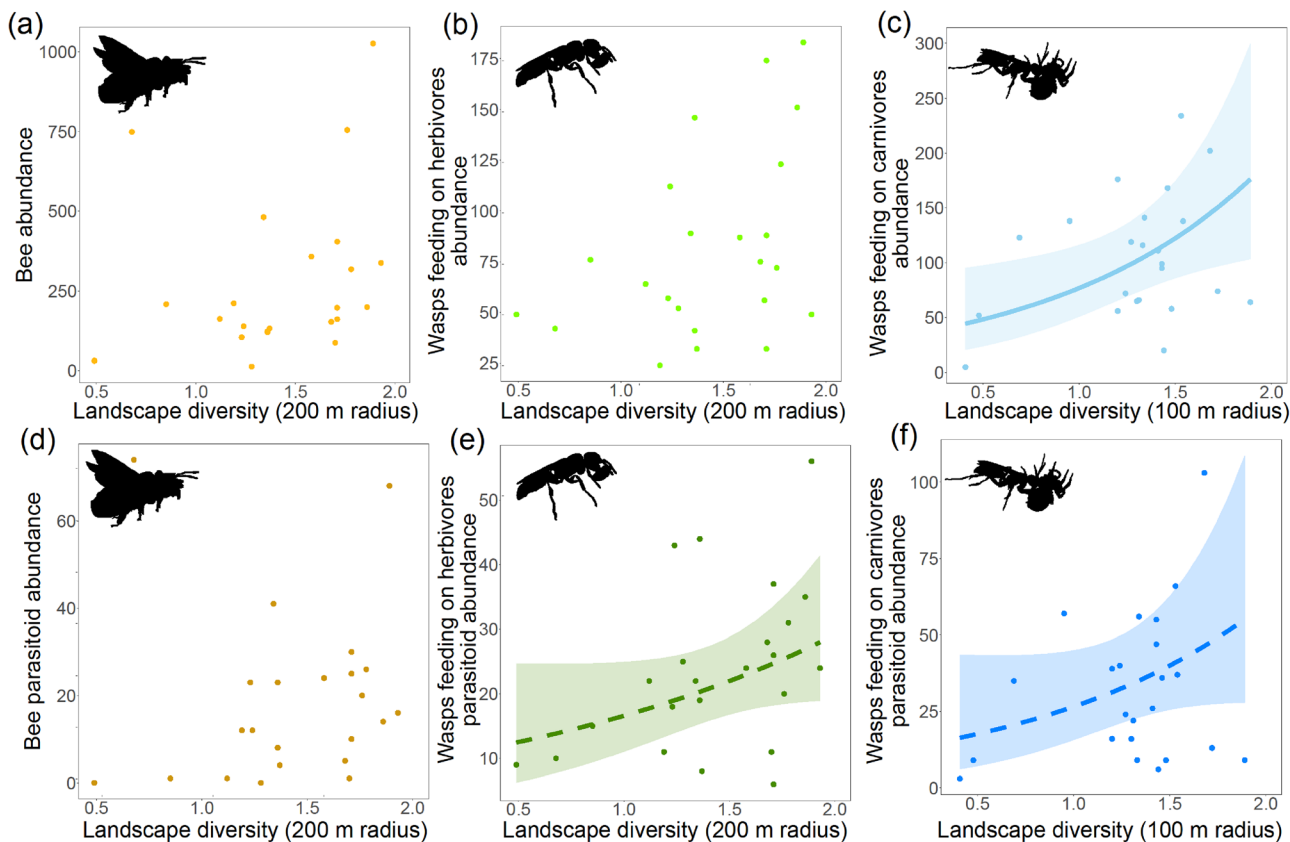 (a)
Bee abundance
1000
750
500
250
0
0.5 1.0 1.5 2.0
Landscape diversity (200 m radius)
(b)
Wasps feeding on herbivores
abundance
175
150
125
100
75
50
25
0.5 1.0 1.5 2.0
Landscape diversity (200 m radius)
(c)
Wasps feeding on carnivores
abundance
300
250
200
150
100
50
0
0.5 1.0 1.5 2.0
Landscape diversity (100 m radius)
(d)
Bee parasitoid abundance
60
40
20
0
0.5 1.0 1.5 2.0
Landscape diversity (200 m radius)
(e)
Wasps feeding on herbivores
parasitoid abundance
50
40
30
20
10
0.5 1.0 1.5 2.0
Landscape diversity (200 m radius)
(f)
Wasps feeding on carnivores
parasitoid abundance
100
75
50
25
0
0.5 1.0 1.5 2.0
Landscape diversity (100 m radius)